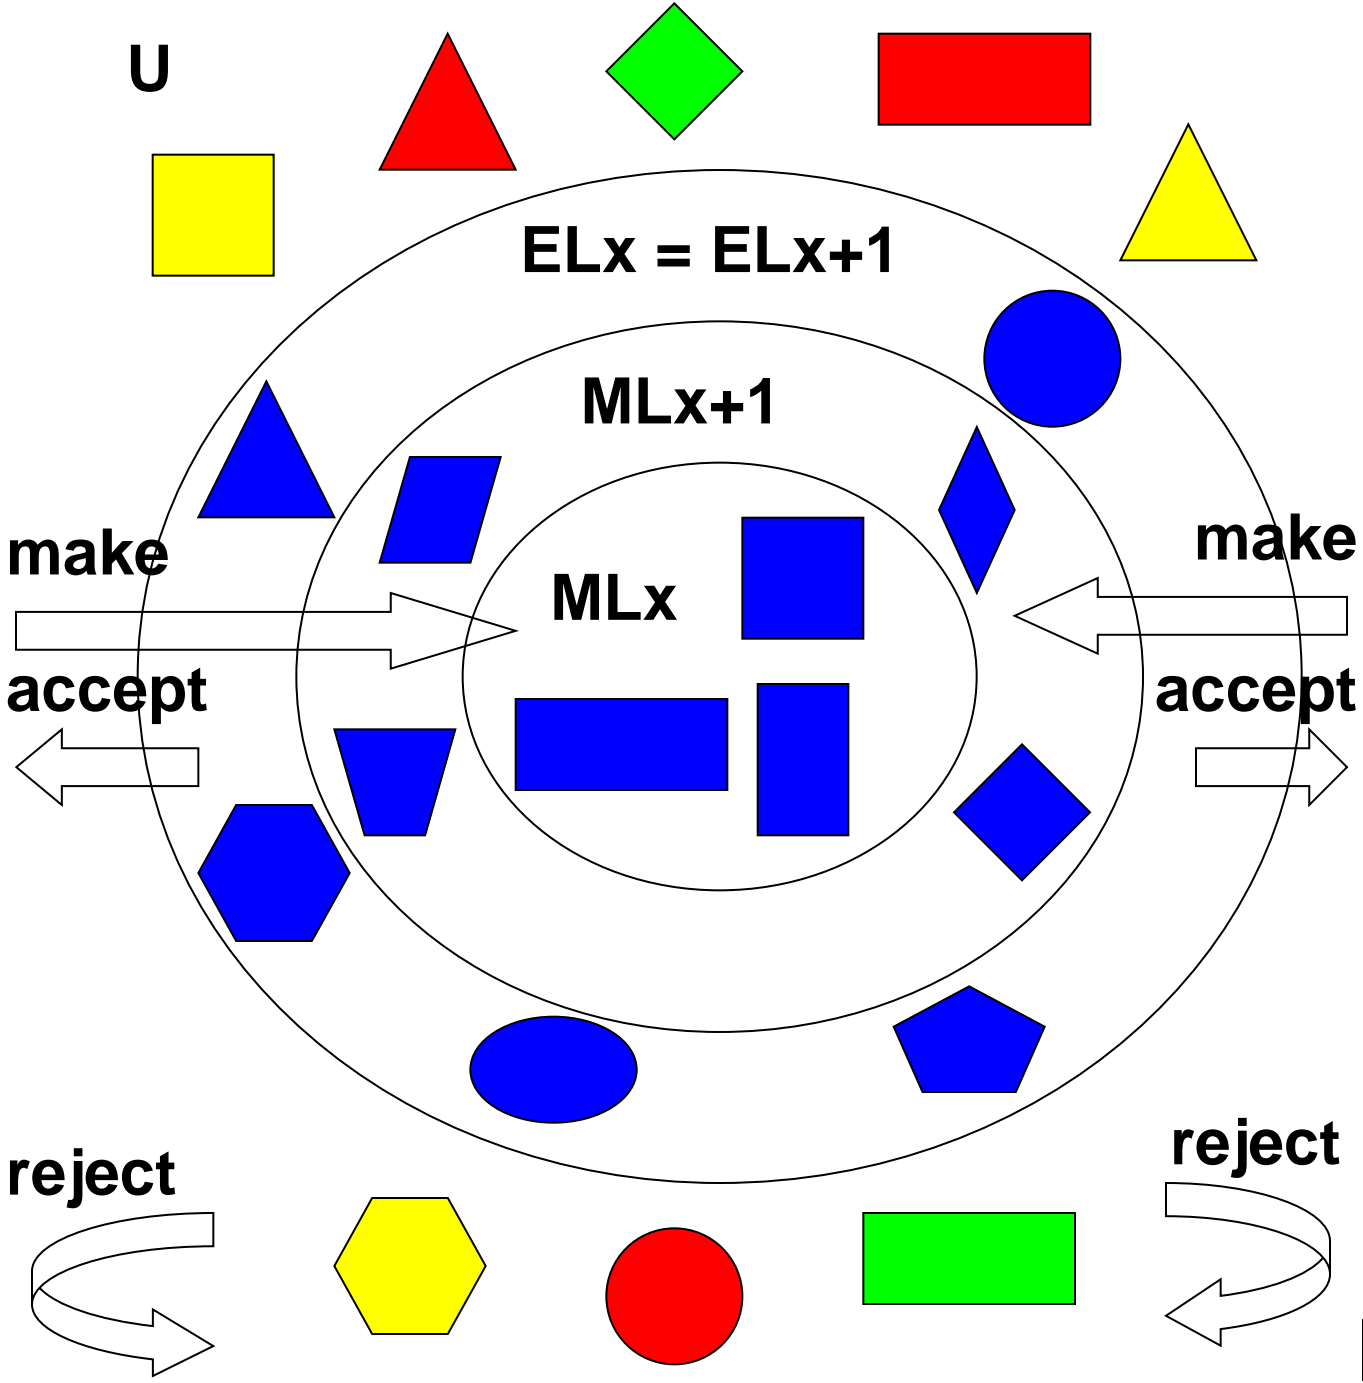 U
ELx = ELx+1
MLx+1
make
make
MLx
accept
accept
reject
reject